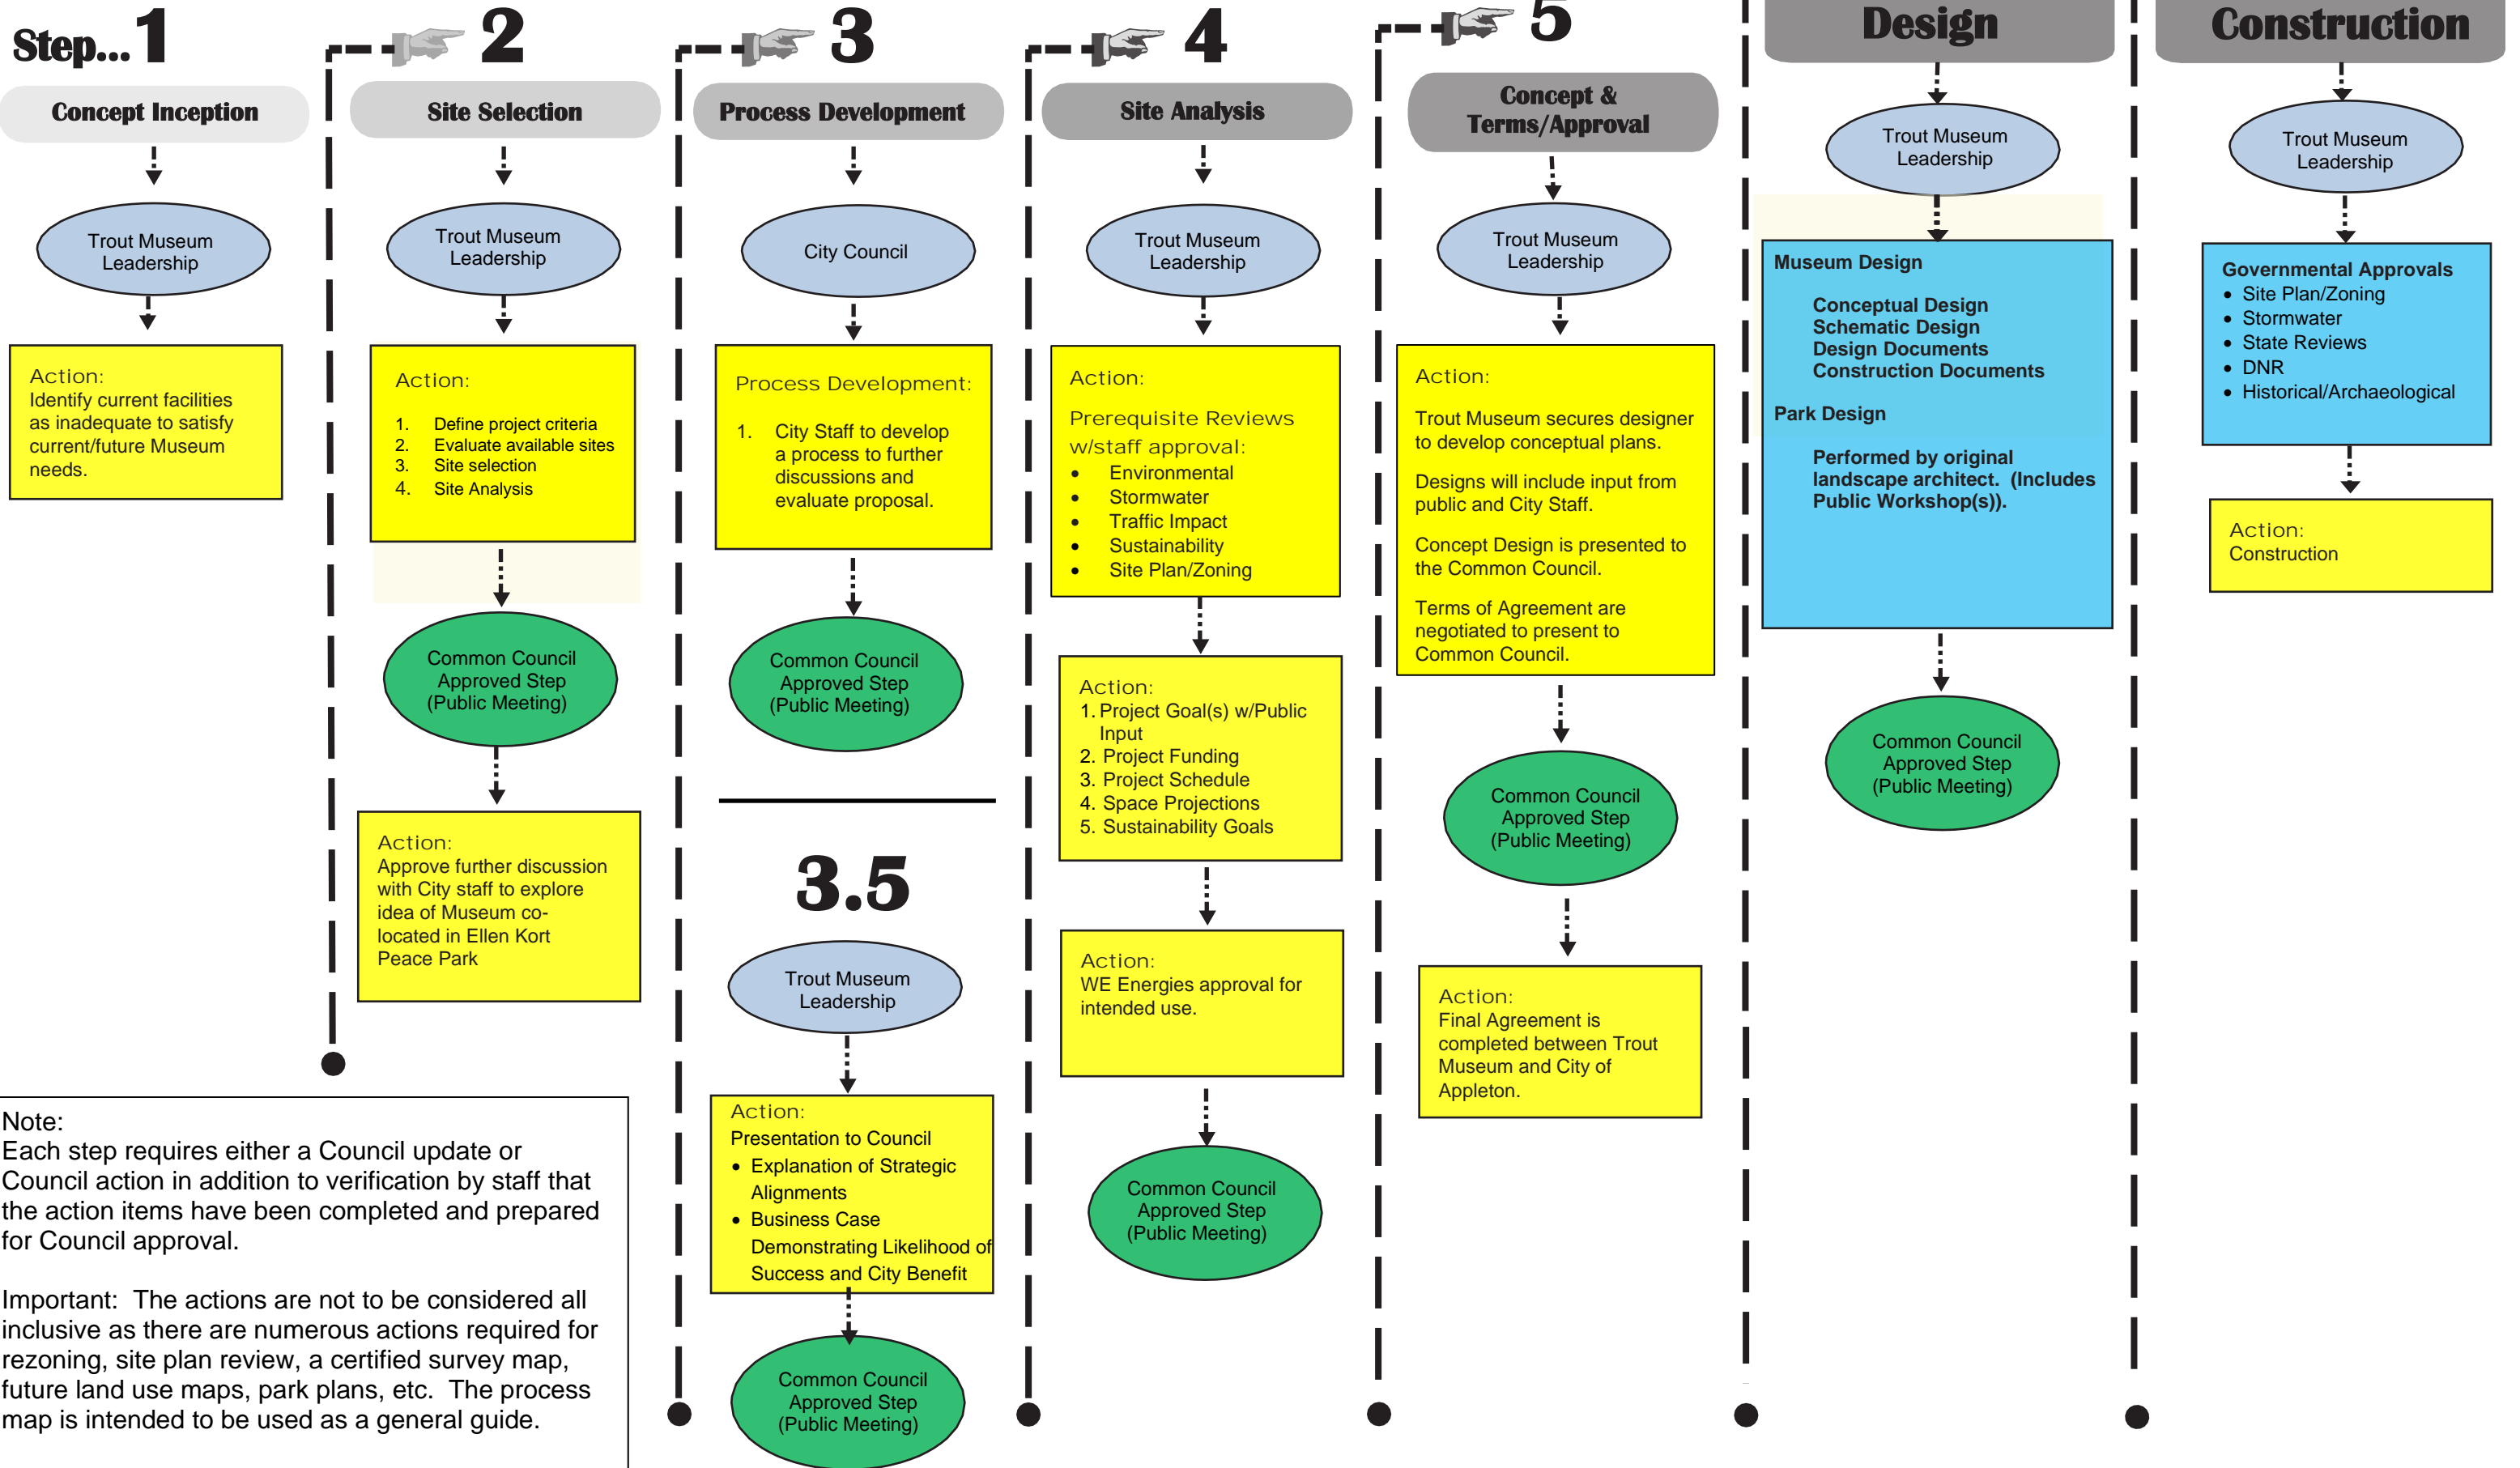 Step... 1
Concept Inception
Trout Museum
Leadership
Action:
Identify current facilities
as inadequate to satisfy
current/future Museum
needs.
2
Site Selection
Trout Museum
Leadership
Action:
1. Define project criteria
2. Evaluate available sites
3. Site selection
4. Site Analysis
Common Council
Approved Step
(Public Meeting)
Action:
Approve further discussion
with City staff to explore
idea of Museum co-
located in Ellen Kort
Peace Park
3
Process Development
City Council
Process Development:
1. City Staff to develop
a process to further
discussions and
evaluate proposal.
Common Council
Approved Step
(Public Meeting)
3.5
Trout Museum
Leadership
Action:
Presentation to Council
• Explanation of Strategic
Alignments
• Business Case
Demonstrating Likelihood of
Success and City Benefit
Common Council
Approved Step
(Public Meeting)
4
Site Analysis
Trout Museum
Leadership
Action:
Prerequisite Reviews
w/staff approval:
• Environmental
• Stormwater
• Traffic Impact
• Sustainability
• Site Plan/Zoning
Action:
1. Project Goal(s) w/Public
Input
2. Project Funding
3. Project Schedule
4. Space Projections
5. Sustainability Goals
Action:
WE Energies approval for
intended use.
Common Council
Approved Step
(Public Meeting)
5
Concept &
Terms/Approval
Trout Museum
Leadership
Action:
Trout Museum secures designer
to develop conceptual plans.
Designs will include input from
public and City Staff.
Concept Design is presented to
the Common Council.
Terms of Agreement are
negotiated to present to
Common Council.
Common Council
Approved Step
(Public Meeting)
Action:
Final Agreement is
completed between Trout
Museum and City of
Appleton.
Design
Trout Museum
Leadership
Museum Design
Conceptual Design
Schematic Design
Design Documents
Construction Documents
Park Design
Performed by original
landscape architect. (Includes
Public Workshop(s)).
Common Council
Approved Step
(Public Meeting)
Construction
Trout Museum
Leadership
Governmental Approvals
• Site Plan/Zoning
• Stormwater
• State Reviews
• DNR
• Historical/Archaeological
Action:
Construction
Note:
Each step requires either a Council update or
Council action in addition to verification by staff that
the action items have been completed and prepared
for Council approval.
Important: The actions are not to be considered all
inclusive as there are numerous actions required for
rezoning, site plan review, a certified survey map,
future land use maps, park plans, etc. The process
map is intended to be used as a general guide.